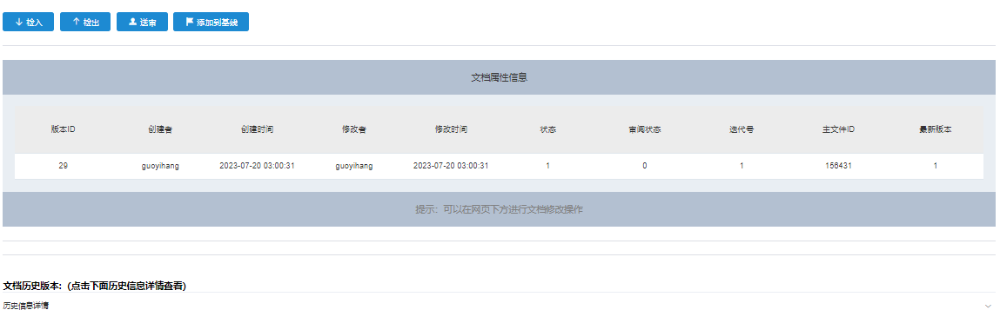 检入 检出 送审 添加到基线
文档属性信息
版本ID 创建者 创建时间 修改者 修改时间 状态 审阅状态 迭代号 主文件ID 最新版本
29 guoyihang 2023-07-20 03:00:31 guoyihang 2023-07-20 03:00:31 1 0 1 156431 1
提示：可以在网页下方进行文档修改操作
文档历史版本:（点击下面历史信息详情查看）
历史信息详情